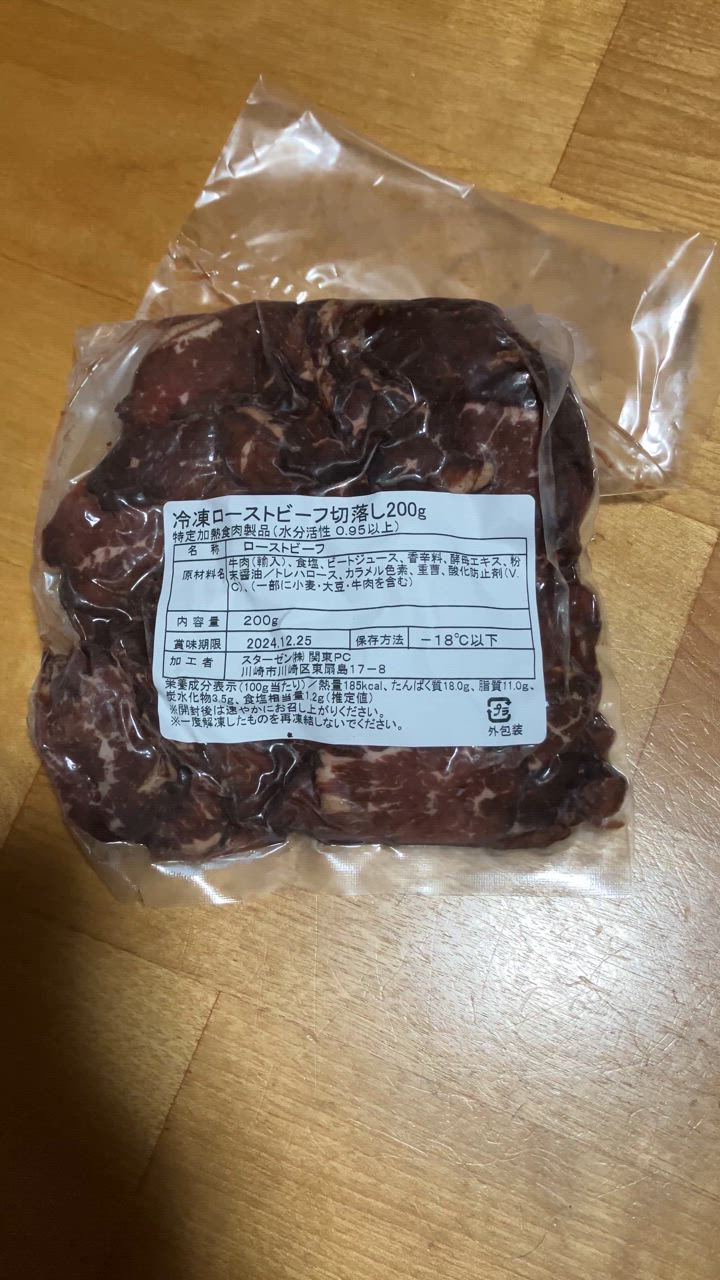 冷凍ローストビーフ切落し200g
特定加熱食肉製品(水分活性 0.95以上)
名 称 ローストビーフ
原材料名 牛肉(輸入)、食塩、ビートジュース、香辛料、酵母エキス、粉
末醤油/トレハロース、カラメル色素、重曹、酸化防止剤(V.
C)、(一部に小麦・大豆・牛肉を含む)
内 容 量 200g
賞味期限 2024.12.25 保存方法 -18℃以下
加 工 者 スターゼン㈱ 関東PC
川崎市川崎区東扇島17-8
栄養成分表示(100g当たり)/熱量185kcal、たんぱく質18.0g、脂質11.0g、
炭水化物3.5g、食塩相当量1.2g(推定値)
※開封後は速やかにお召し上がりください。
※一度解凍したものを再凍結しないでください。
プラ
外包装